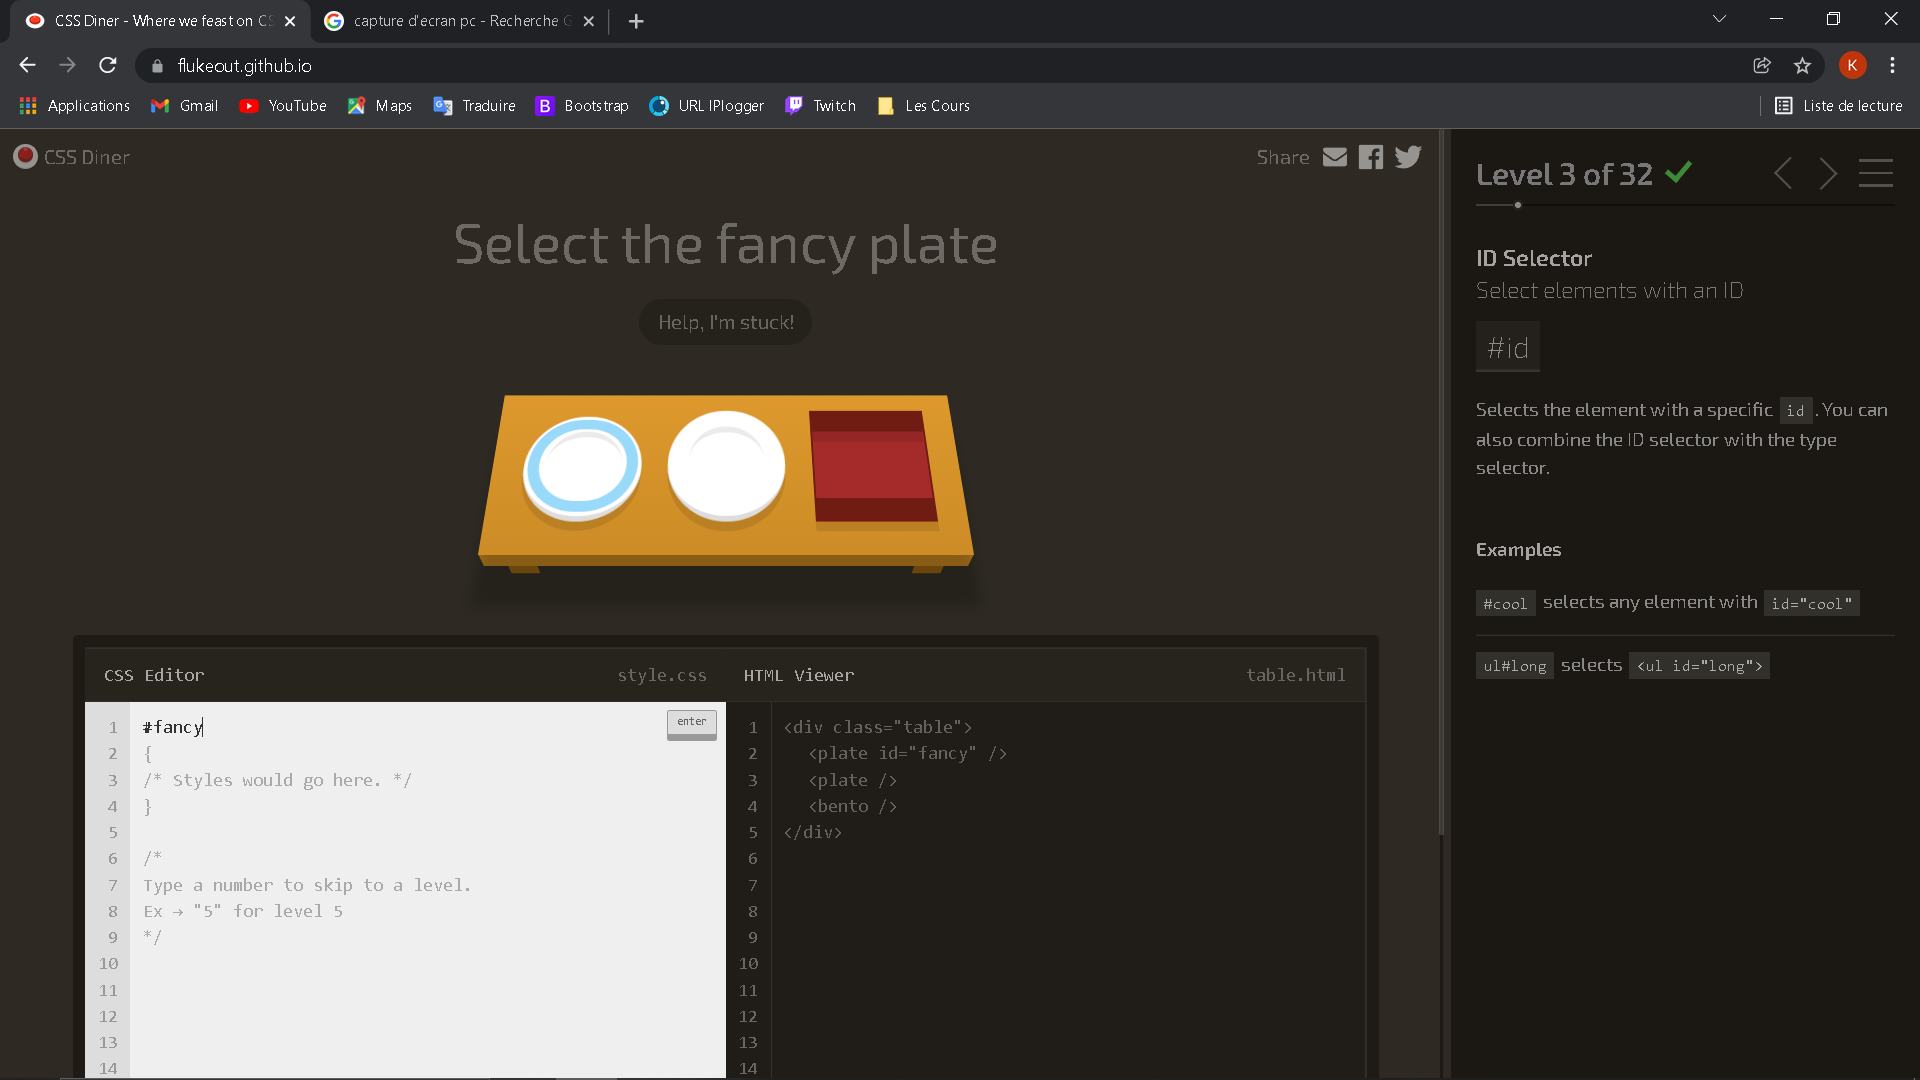 CSS Diner - Where we feast on CS
capture d'ecran pc - Recherche G
flukeout.github.io
K
Applications
Gmail
YouTube
Maps
Traduire
Bootstrap
URL IPlogger
Twitch
Les Cours
Liste de lecture
CSS Diner
Share
Select the fancy plate
Help, I'm stuck!
CSS Editor
style.css
1 #fancy
enter
2 {
3 /* Styles would go here. */
4 }
5
6 /*
7 Type a number to skip to a level.
8 Ex → "5" for level 5
9 */
10
11
12
13
14
HTML Viewer
table.html
1 <div class="table">
2 <plate id="fancy" />
3 <plate />
4 <bento />
5 </div>
6
7
8
9
10
11
12
13
14
Level 3 of 32
ID Selector
Select elements with an ID
#id
Selects the element with a specific id . You can
also combine the ID selector with the type
selector.
Examples
#cool selects any element with id="cool"
ul#long selects <ul id="long">